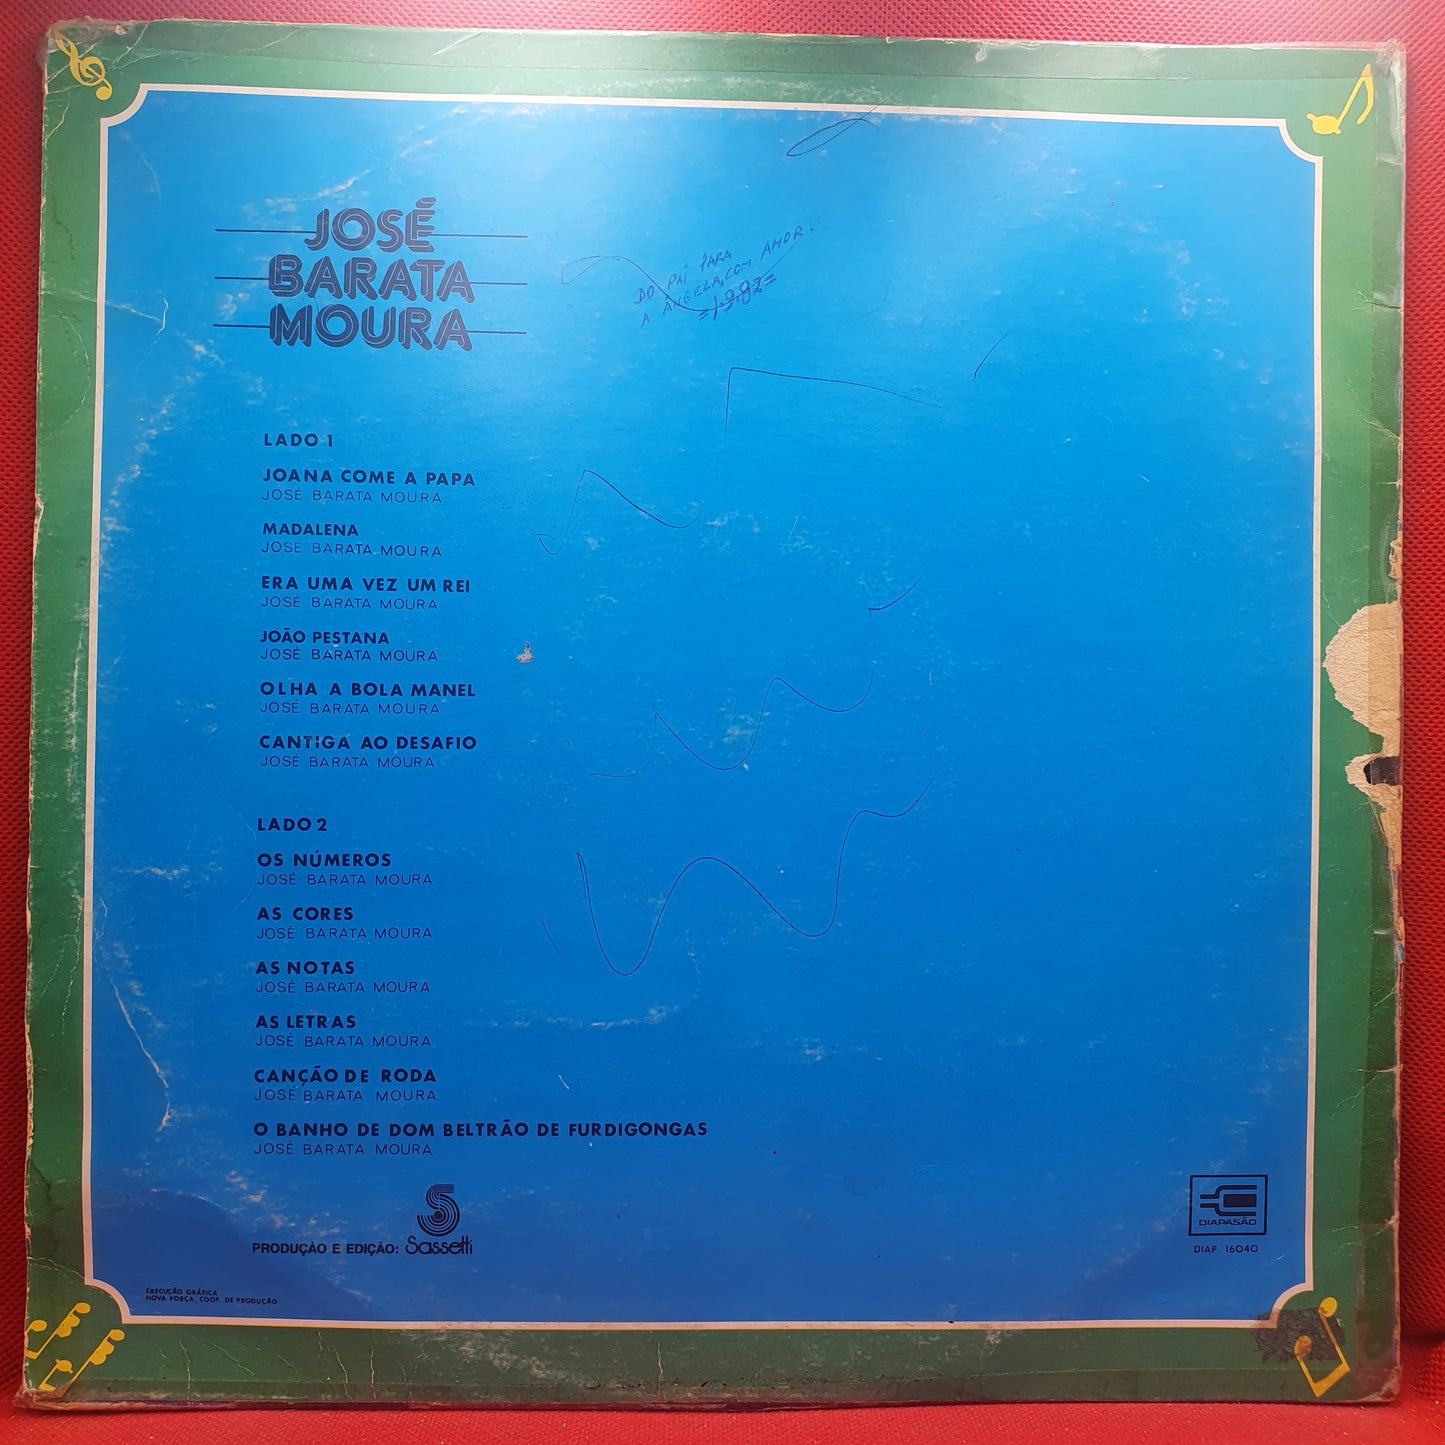 JOSÉ
BARATA
MOURA
DO PAI PARA
A ÂNGELA, COM AMOR.
=1982=
LADO 1
JOANA COME A PAPA
JOSÉ BARATA MOURA
MADALENA
JOSÉ BARATA MOURA
ERA UMA VEZ UM REI
JOSÉ BARATA MOURA
JOÃO PESTANA
JOSÉ BARATA MOURA
OLHA A BOLA MANEL
JOSÉ BARATA MOURA
CANTIGA AO DESAFIO
JOSÉ BARATA MOURA
LADO 2
OS NÚMEROS
JOSÉ BARATA MOURA
AS CORES
JOSÉ BARATA MOURA
AS NOTAS
JOSÉ BARATA MOURA
AS LETRAS
JOSÉ BARATA MOURA
CANÇÃO DE RODA
JOSÉ BARATA MOURA
O BANHO DE DOM BELTRÃO DE FURDIGONGAS
JOSÉ BARATA MOURA
PRODUÇÃO E EDIÇÃO: Sassetti
DIAPASÃO
DIAP 16040
EXECUÇÃO GRÁFICA
NOVA FORÇA, COOP. DE PRODUÇÃO